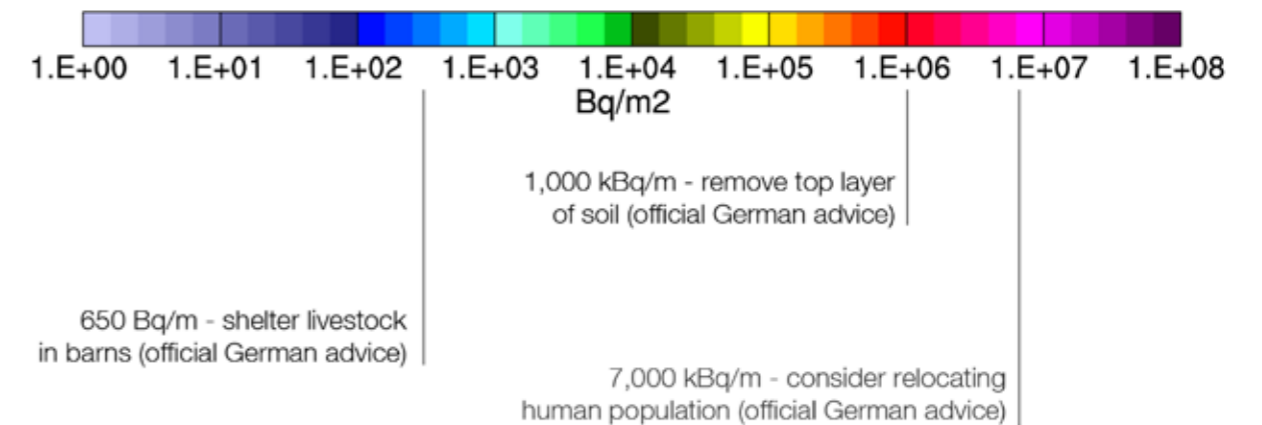 1.E+00 1.E+01 1.E+02 1.E+03 1.E+04 1.E+05 1.E+06 1.E+07 1.E+08
Bq/m2
1,000 kBq/m - remove top layer
of soil (official German advice)
650 Bq/m - shelter livestock
in barns (official German advice)
7,000 kBq/m - consider relocating
human population (official German advice)